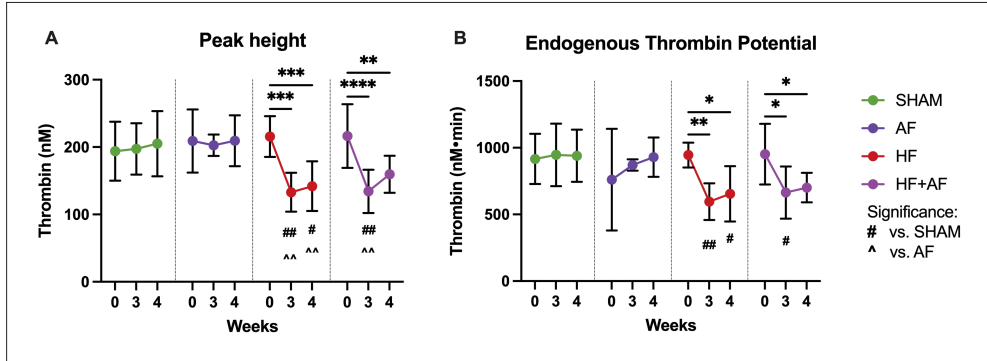 A
Peak height
Thrombin (nM)
300
200
100
0
***
***
**
****
##
^^
#
^^
##
^^
0 3 4 0 3 4 0 3 4 0 3 4
Weeks
B
Endogenous Thrombin Potential
Thrombin (nM•min)
1500
1000
500
0
*
**
*
*
##
#
#
0 3 4 0 3 4 0 3 4 0 3 4
Weeks
SHAM
AF
HF
HF+AF
Significance:
# vs. SHAM
^ vs. AF